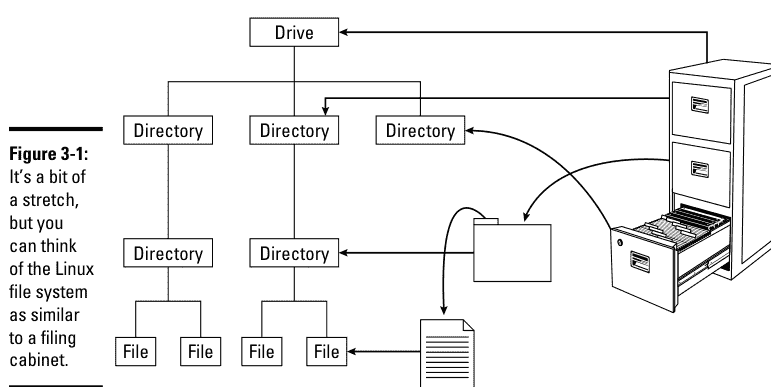 Drive
Directory Directory Directory
Figure 3-1:
It’s a bit of
a stretch,
but you
can think
of the Linux
file system
as similar
to a filing
cabinet.
Directory Directory
File File File File